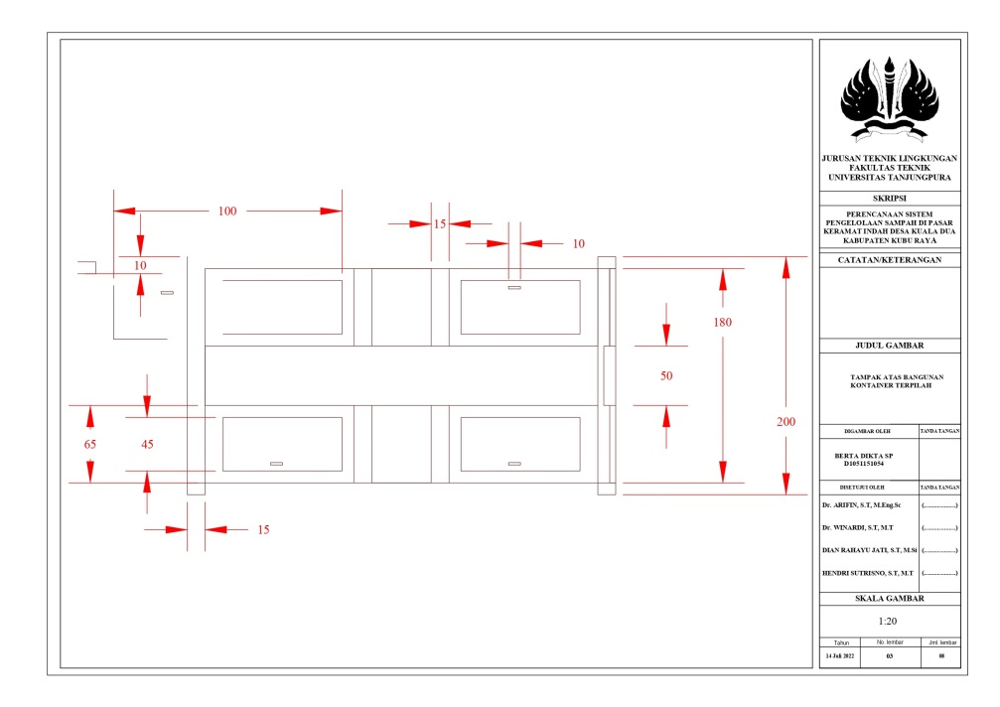 100
15
10
10
180
50
200
65
45
15
JURUSAN TEKNIK LINGKUNGAN
FAKULTAS TEKNIK
UNIVERSITAS TANJUNGPURA
SKRIPSI
PERENCANAAN SISTEM
PENGELOLAAN SAMPAH DI PASAR
KERAMAT INDAH DESA KUALA DUA
KABUPATEN KUBU RAYA
CATATAN/KETERANGAN
JUDUL GAMBAR
TAMPAK ATAS BANGUNAN
KONTAINER TERPILAH
DIGAMBAR OLEH TANDA TANGAN
BERTA DIKTA SP
D1051151054
DISETUJUI OLEH TANDA TANGAN
Dr. ARIFIN, S.T, M.Eng.Sc (..................)
Dr. WINARDI, S.T, M.T (..................)
DIAN RAHAYU JATI, S.T, M.Si (..................)
HENDRI SUTRISNO, S.T, M.T (..................)
SKALA GAMBAR
1:20
Tahun No. lembar Jml. lembar
14 Juli 2022 03 08